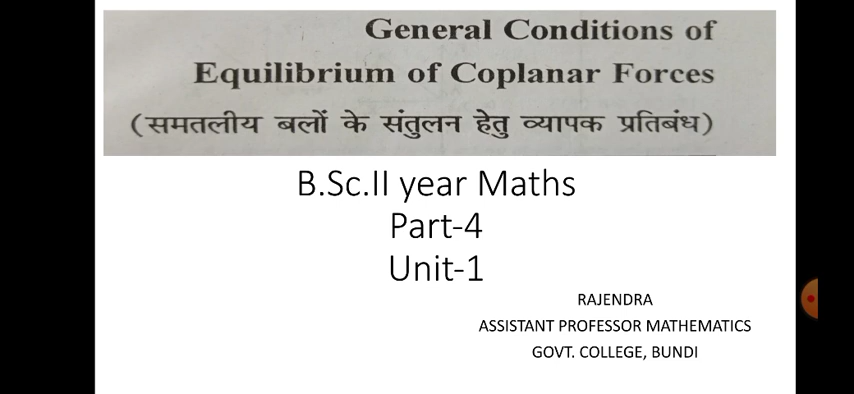 General Conditions of
Equilibrium of Coplanar Forces
(समतलीय बलों के संतुलन हेतु व्यापक प्रतिबंध)
B.Sc.II year Maths
Part-4
Unit-1
RAJENDRA
ASSISTANT PROFESSOR MATHEMATICS
GOVT. COLLEGE, BUNDI